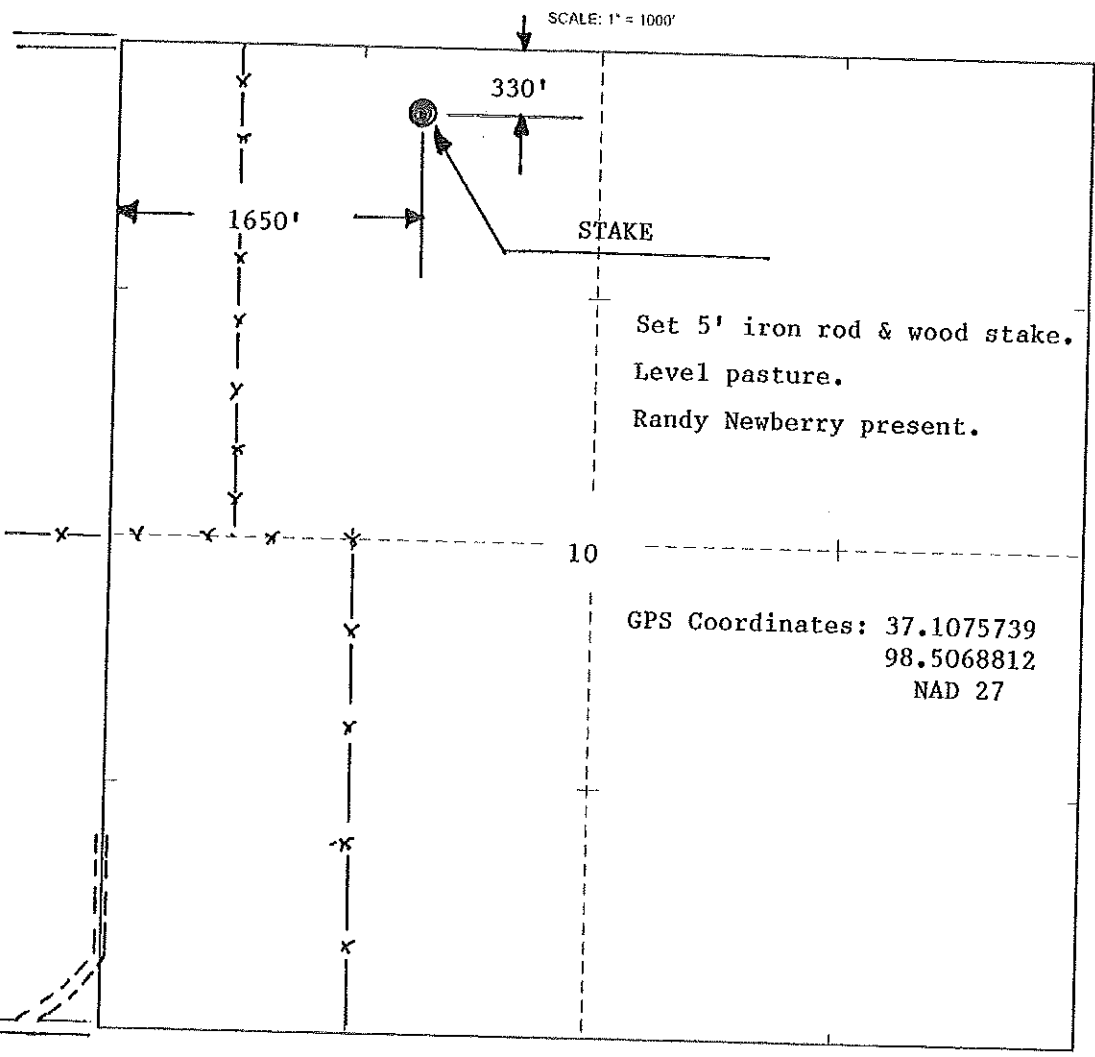 SCALE: 1" = 1000'
330'
1650'
STAKE
Set 5' iron rod & wood stake.
Level pasture.
Randy Newberry present.
10
GPS Coordinates: 37.1075739
98.5068812
NAD 27